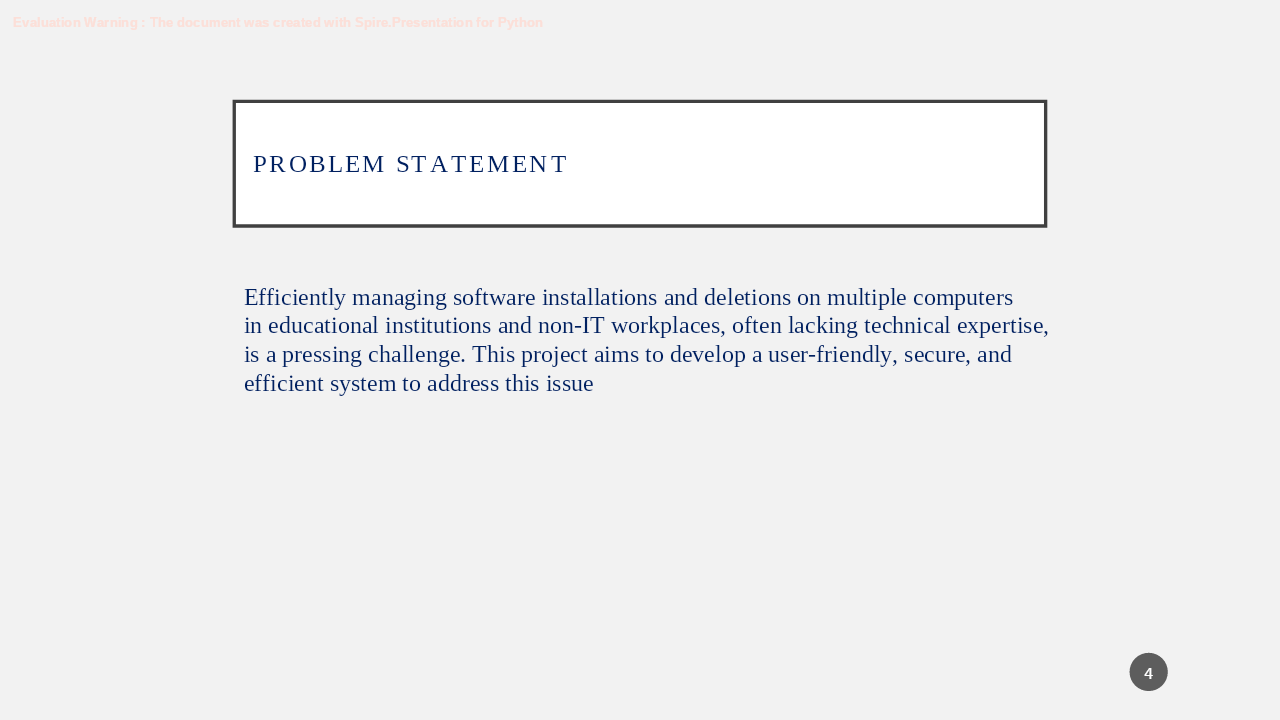 Evaluation Warning : The document was created with Spire.Presentation for Python
PROBLEM STATEMENT
Efficiently managing software installations and deletions on multiple computers
in educational institutions and non-IT workplaces, often lacking technical expertise,
is a pressing challenge. This project aims to develop a user-friendly, secure, and
efficient system to address this issue
4